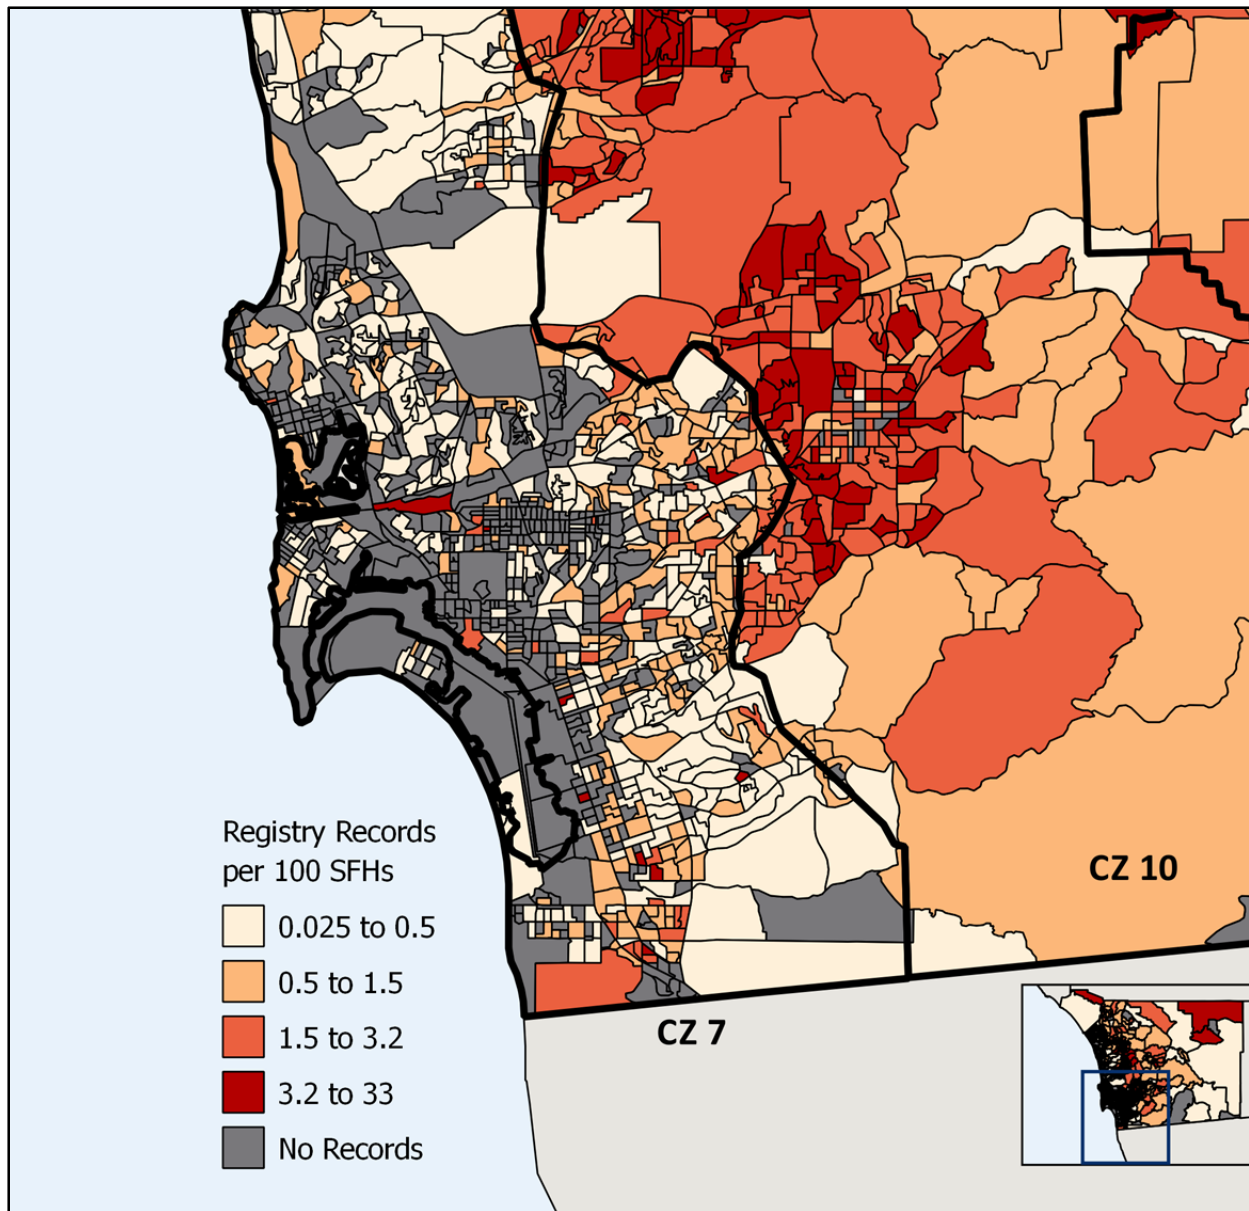 Registry Records
per 100 SFHs
0.025 to 0.5
0.5 to 1.5
1.5 to 3.2
3.2 to 33
No Records
CZ 10
CZ 7